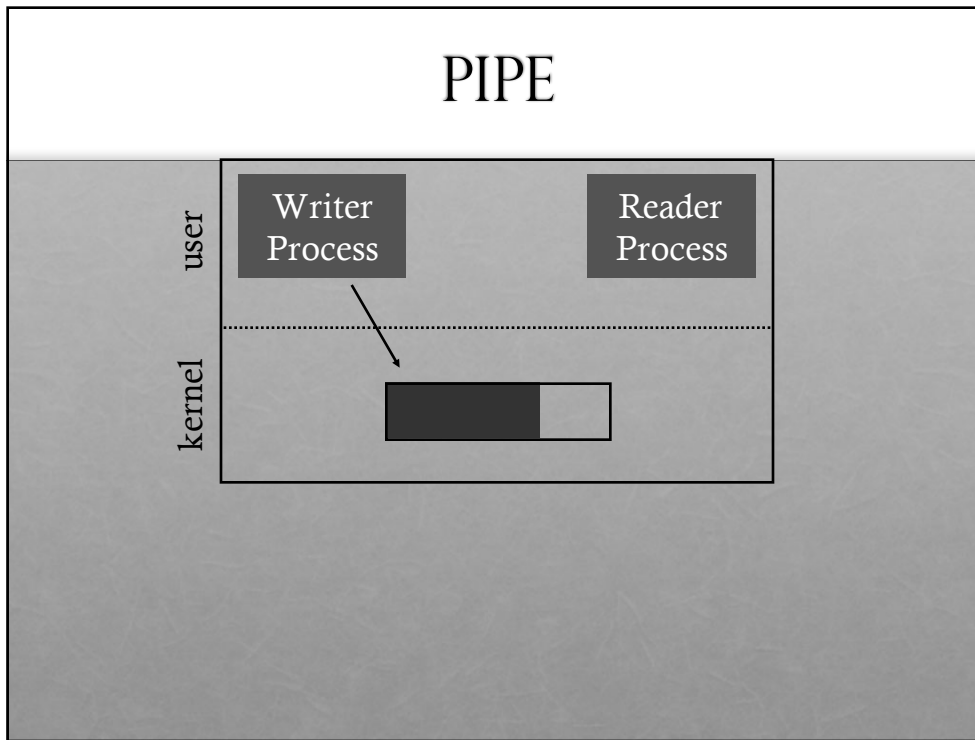 PIPE
user
Writer
Process
Reader
Process
kernel